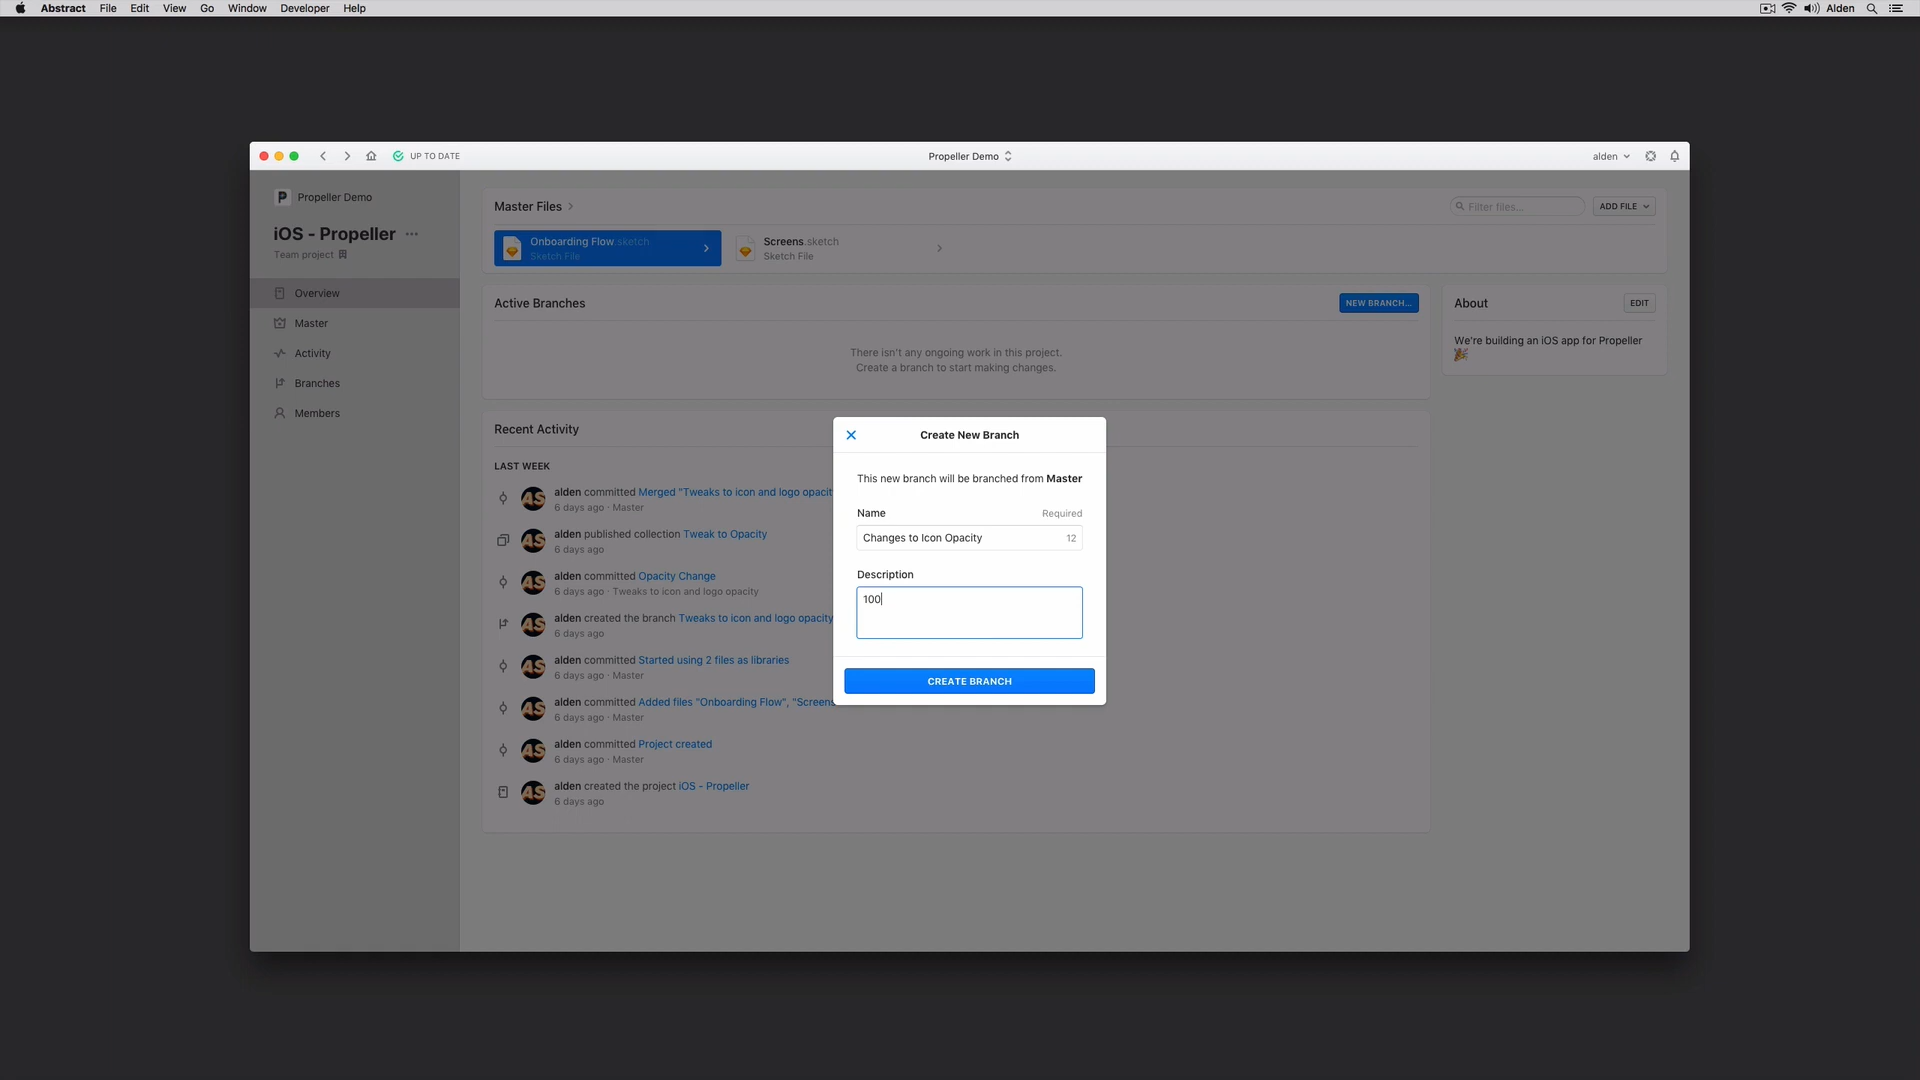 Abstract File Edit View Go Window Developer Help
Alden
UP TO DATE
Propeller Demo
alden
P Propeller Demo
iOS - Propeller ...
Team project
Overview
Master
Activity
Branches
Members
Master Files
Filter files...
ADD FILE
Onboarding Flow.sketch
Sketch File
Screens.sketch
Sketch File
Active Branches
NEW BRANCH...
There isn't any ongoing work in this project.
Create a branch to start making changes.
About
EDIT
We're building an iOS app for Propeller
🎉
Recent Activity
LAST WEEK
4S
alden committed Merged "Tweaks to icon and logo opacit
6 days ago · Master
4S
alden published collection Tweak to Opacity
6 days ago
4S
alden committed Opacity Change
6 days ago · Tweaks to icon and logo opacity
4S
alden created the branch Tweaks to icon and logo opacity
6 days ago
4S
alden committed Started using 2 files as libraries
6 days ago · Master
4S
alden committed Added files "Onboarding Flow", "Screens
6 days ago · Master
4S
alden committed Project created
6 days ago · Master
4S
alden created the project iOS - Propeller
6 days ago
Create New Branch
This new branch will be branched from Master
Name
Required
Changes to Icon Opacity
12
Description
100
CREATE BRANCH